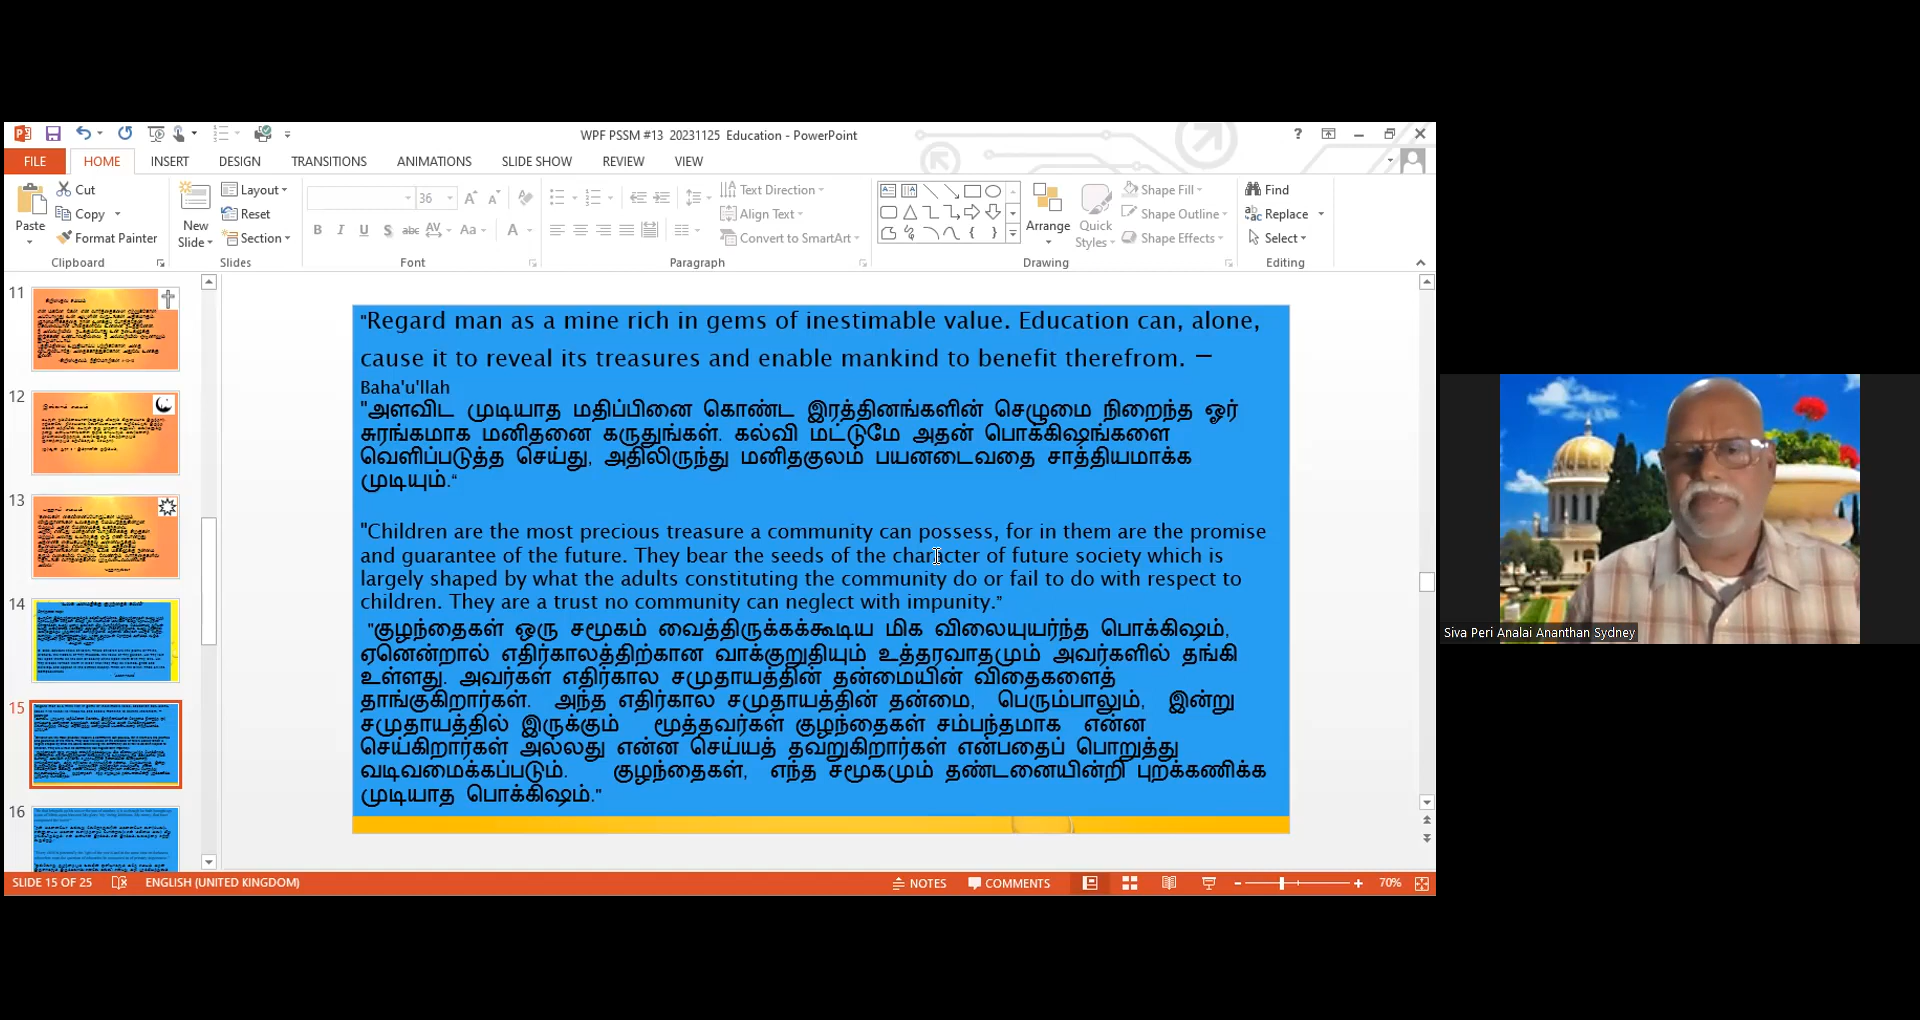 WPF PSSM #13 20231125 Education - PowerPoint
FILE HOME INSERT DESIGN TRANSITIONS ANIMATIONS SLIDE SHOW REVIEW VIEW
Paste
Cut
Copy
Format Painter
Clipboard
New Slide
Layout
Reset
Section
Slides
36
Font
Text Direction
Align Text
Convert to SmartArt
Paragraph
Arrange
Quick Styles
Shape Fill
Shape Outline
Shape Effects
Drawing
Find
Replace
Select
Editing
11
12
13
14
15
16
"Regard man as a mine rich in gems of inestimable value. Education can, alone,
cause it to reveal its treasures and enable mankind to benefit therefrom. —
Baha'u'llah
"அளவிட முடியாத மதிப்பினை கொண்ட இரத்தினங்களின் செழுமை நிறைந்த ஓர்
சுரங்கமாக மனிதனை கருதுங்கள். கல்வி மட்டுமே அதன் பொக்கிஷங்களை
வெளிப்படுத்த செய்து, அதிலிருந்து மனிதகுலம் பயனடைவதை சாத்தியமாக்க
முடியும்."
"Children are the most precious treasure a community can possess, for in them are the promise
and guarantee of the future. They bear the seeds of the character of future society which is
largely shaped by what the adults constituting the community do or fail to do with respect to
children. They are a trust no community can neglect with impunity."
"குழந்தைகள் ஒரு சமூகம் வைத்திருக்கக்கூடிய மிக விலையுயர்ந்த பொக்கிஷம்,
ஏனென்றால் எதிர்காலத்திற்கான வாக்குறுதியும் உத்தரவாதமும் அவர்களில் தங்கி
உள்ளது. அவர்கள் எதிர்கால சமுதாயத்தின் தன்மையின் விதைகளைத்
தாங்குகிறார்கள். அந்த எதிர்கால சமுதாயத்தின் தன்மை, பெரும்பாலும், இன்று
சமுதாயத்தில் இருக்கும் மூத்தவர்கள் குழந்தைகள் சம்பந்தமாக என்ன
செய்கிறார்கள் அல்லது என்ன செய்யத் தவறுகிறார்கள் என்பதைப் பொறுத்து
வடிவமைக்கப்படும். குழந்தைகள், எந்த சமூகமும் தண்டனையின்றி புறக்கணிக்க
முடியாத பொக்கிஷம்."
Siva Peri Analai Ananthan Sydney
SLIDE 15 OF 25 ENGLISH (UNITED KINGDOM) NOTES COMMENTS 70%